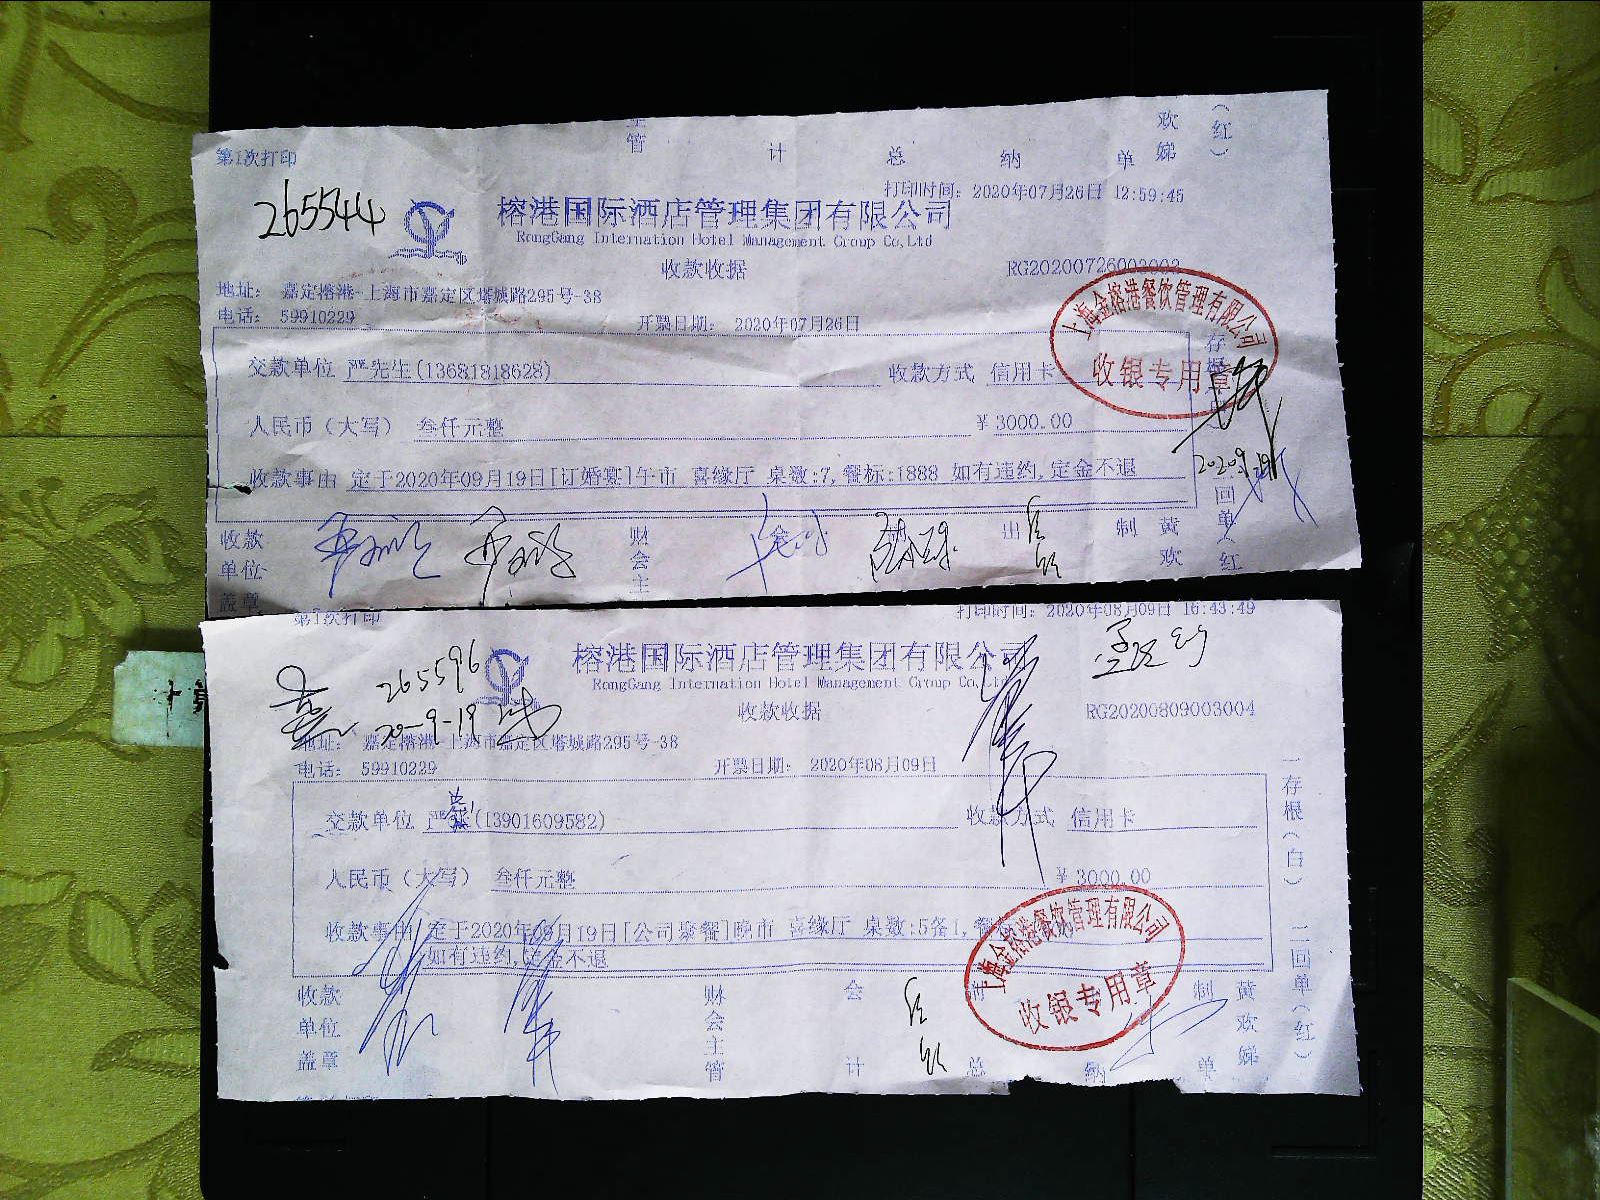 主管 计 总 纳 单 欢娣 (红)
第1次打印
打印时间: 2020年07月26日 12:59:45
265544
榕港国际酒店管理集团有限公司
RongGang Internation Hotel Management Group Co,Ltd
收款收据
RG20200726003003
地址: 嘉定榕港-上海市嘉定区塔城路295号-38
电话: 59910229
开票日期: 2020年07月26日
上海金榕港餐饮管理有限公司
收银专用章
交款单位 严先生(13681818628) 收款方式 信用卡
人民币(大写) 叁仟元整 ¥3000.00
收款事由 定于2020年09月19日[订婚宴]午市 喜缘厅 桌数:7, 餐标:1888 如有违约,定金不退
存根
二回单(红
收款单位盖章 财会主 出 制 黄欢
第1次打印
打印时间: 2020年08月09日 16:43:49
265596
20-9-19
榕港国际酒店管理集团有限公司
RongGang Internation Hotel Management Group Co,Ltd
收款收据
RG20200809003004
地址: 嘉定榕港-上海市嘉定区塔城路295号-38
电话: 59910229
开票日期: 2020年08月09日
交款单位 严 (13901609582) 收款方式 信用卡
人民币(大写) 叁仟元整 ¥3000.00
收款事由 定于2020年09月19日[公司聚餐]晚市 喜缘厅 桌数:5备1, 餐
如有违约,定金不退
上海金榕港餐饮管理有限公司
收银专用章
一存根(白) 二回单(红)
收款单位盖章 财会主管 会计 总 纳 制单 黄欢娣